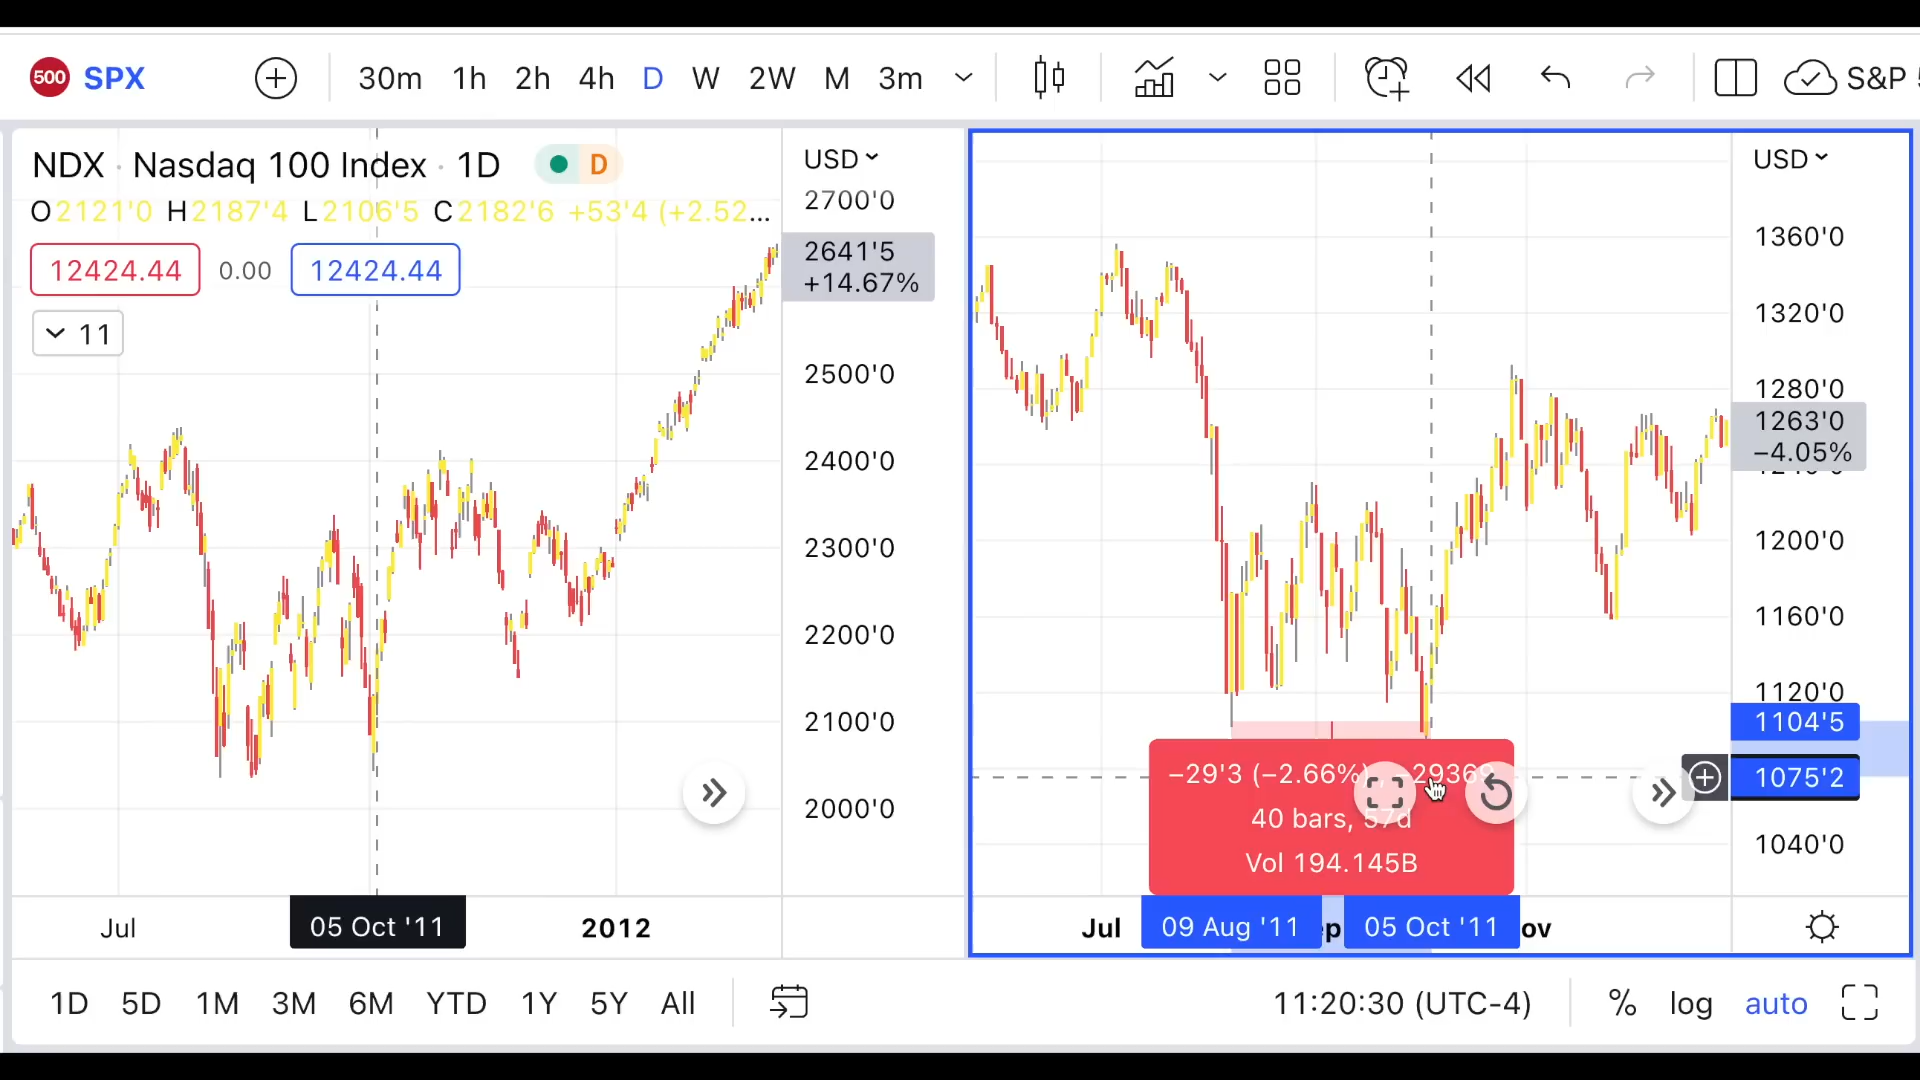 500 SPX 30m 1h 2h 4h D W 2W M 3m S&P
NDX · Nasdaq 100 Index · 1D D
O2121'0 H2187'4 L2106'5 C2182'6 +53'4 (+2.52...
12424.44 0.00 12424.44
11
USD
2700'0
2641'5
+14.67%
2500'0
2400'0
2300'0
2200'0
2100'0
2000'0
Jul 05 Oct '11 2012
USD
1360'0
1320'0
1280'0
1263'0
−4.05%
1200'0
1160'0
1120'0
1104'5
1075'2
1040'0
−29'3 (−2.66%), −29369
40 bars, 57d
Vol 194.145B
Jul 09 Aug '11 05 Oct '11
1D 5D 1M 3M 6M YTD 1Y 5Y All
11:20:30 (UTC-4) % log auto